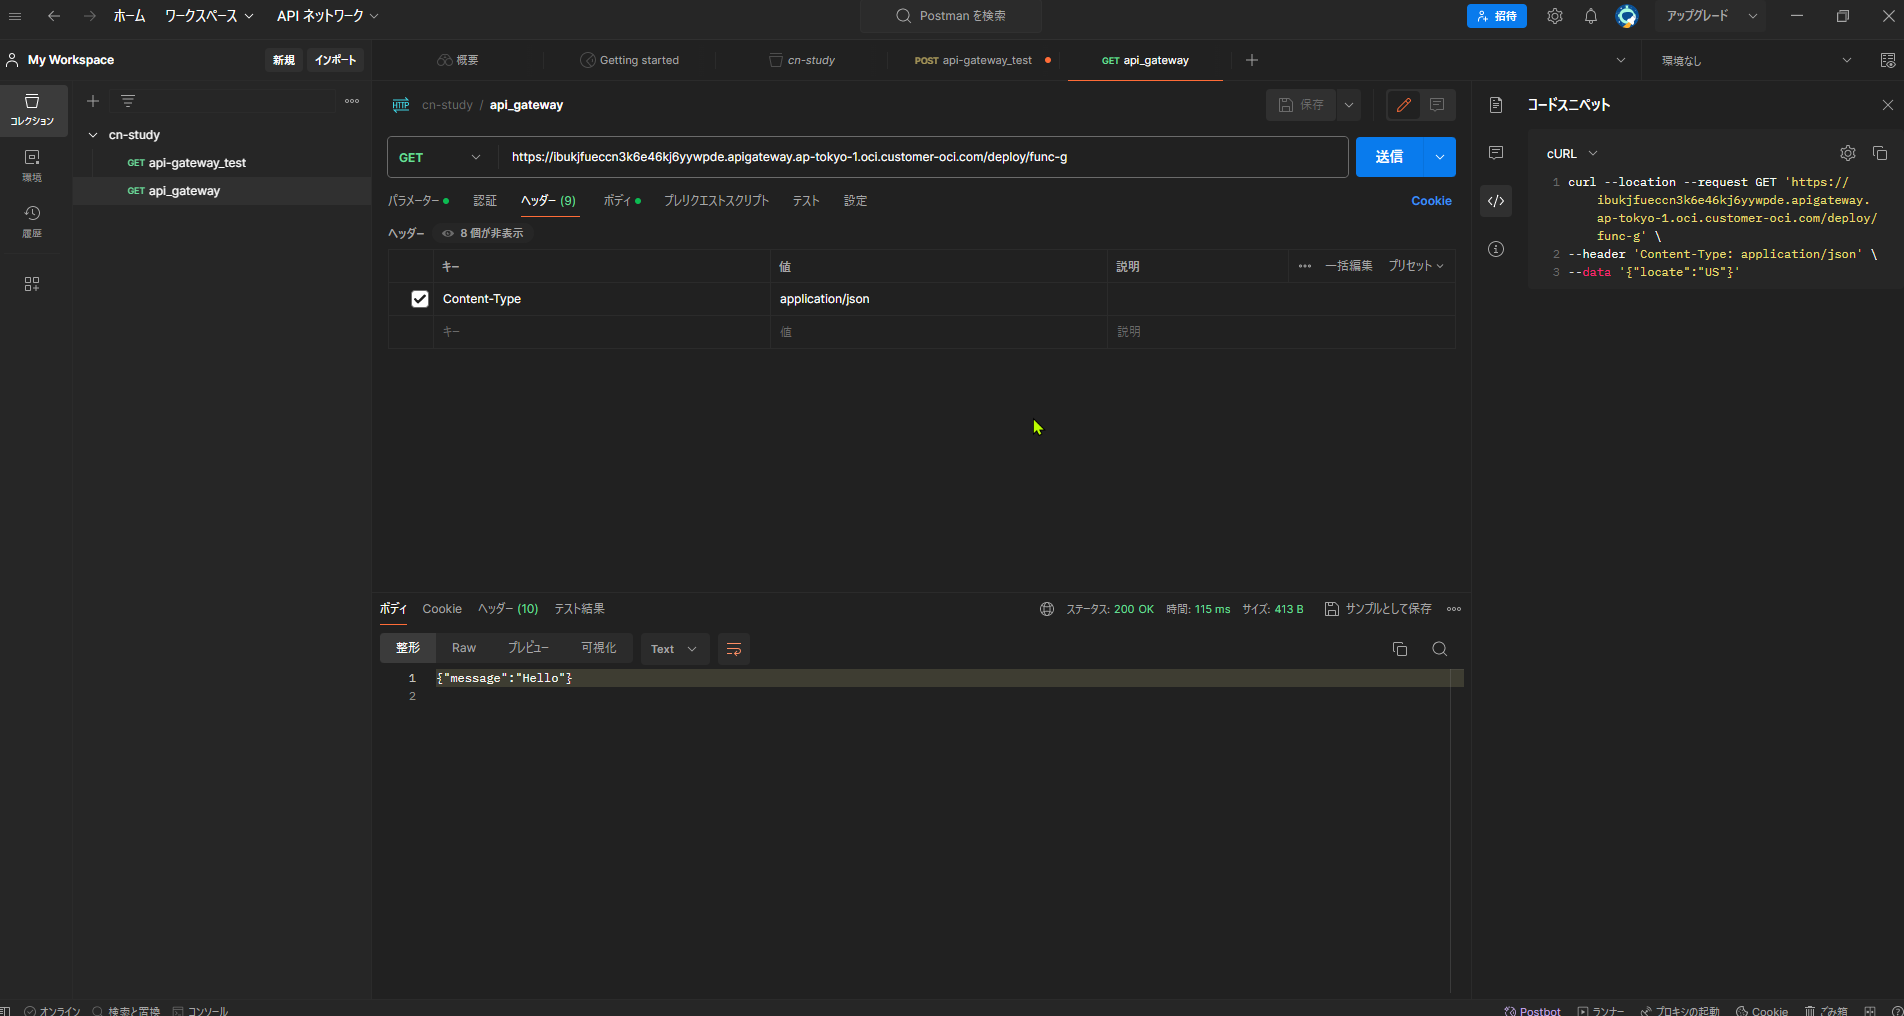 ホーム ワークスペース API ネットワーク Postman を検索 招待 アップグレード
My Workspace 新規 インポート 概要 Getting started cn-study POST api-gateway_test GET api_gateway 環境なし
コレクション
環境
履歴
cn-study
GET api-gateway_test
GET api_gateway
HTTP cn-study / api_gateway 保存
GET https://ibukjfueccn3k6e46kj6yywpde.apigateway.ap-tokyo-1.oci.customer-oci.com/deploy/func-g 送信
パラメーター 認証 ヘッダー (9) ボディ プレリクエストスクリプト テスト 設定 Cookie
ヘッダー 8 個が非表示
キー 値 説明 一括編集 プリセット
Content-Type application/json
キー 値 説明
ボディ Cookie ヘッダー (10) テスト結果 ステータス: 200 OK 時間: 115 ms サイズ: 413 B サンプルとして保存
整形 Raw プレビュー 可視化 Text
1 {"message":"Hello"}
2
コードスニペット
cURL
1 curl --location --request GET 'https://
ibukjfueccn3k6e46kj6yywpde.apigateway.
ap-tokyo-1.oci.customer-oci.com/deploy/
func-g' \
2 --header 'Content-Type: application/json' \
3 --data '{"locate":"US"}'
オンライン 検索と置換 コンソール Postbot ランナー プロキシの起動 Cookie ごみ箱